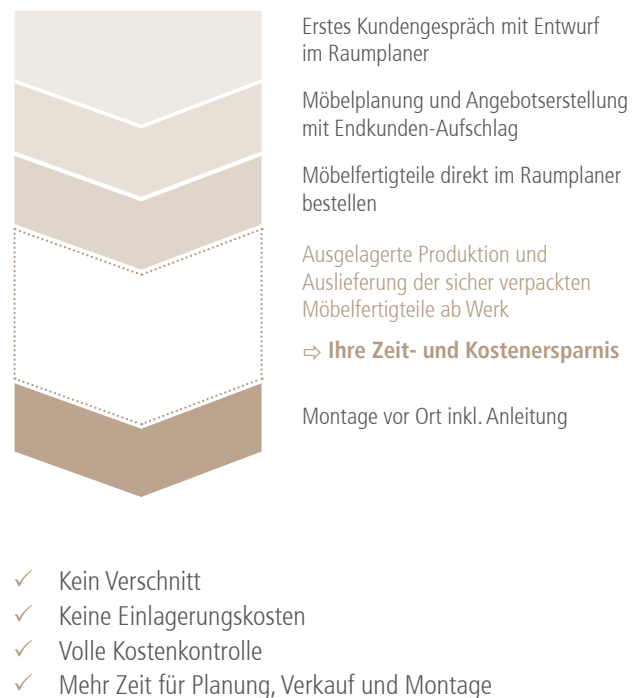 Erstes Kundengespräch mit Entwurf
im Raumplaner
Möbelplanung und Angebotserstellung
mit Endkunden-Aufschlag
Möbelfertigteile direkt im Raumplaner
bestellen
Ausgelagerte Produktion und
Auslieferung der sicher verpackten
Möbelfertigteile ab Werk
⇨ Ihre Zeit- und Kostenersparnis
Montage vor Ort inkl. Anleitung
✓ Kein Verschnitt
✓ Keine Einlagerungskosten
✓ Volle Kostenkontrolle
✓ Mehr Zeit für Planung, Verkauf und Montage